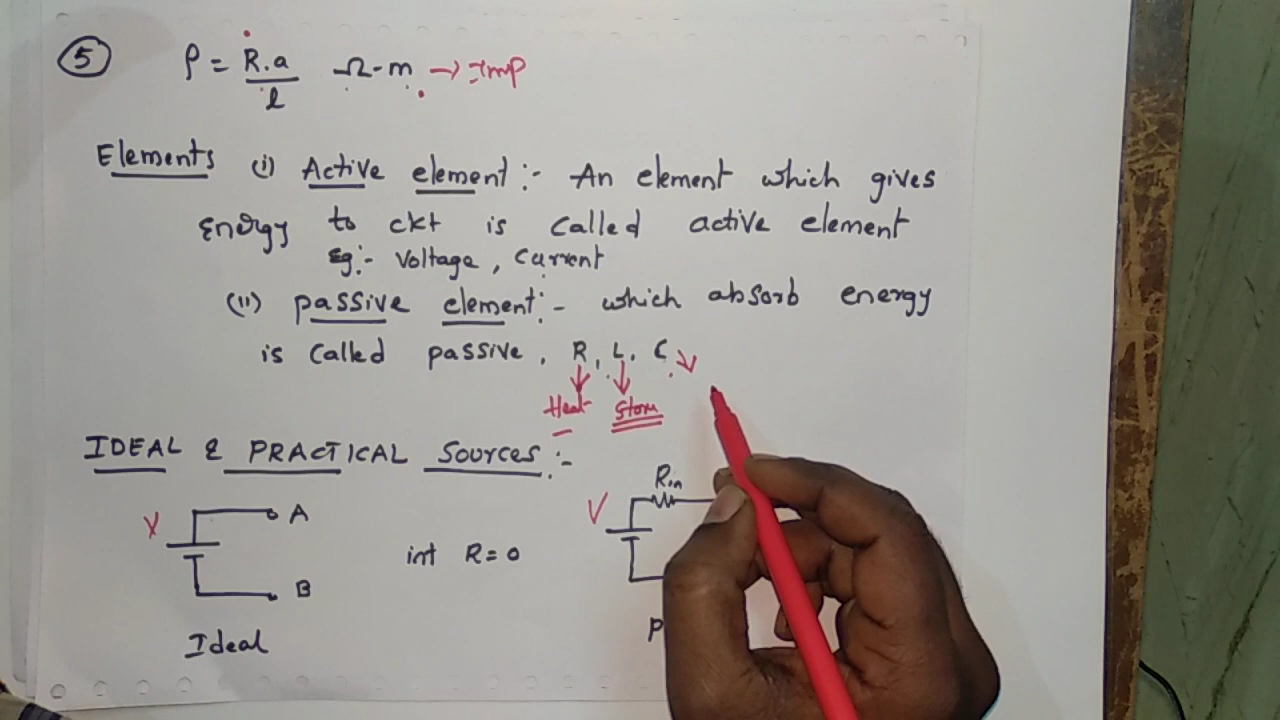 5 ρ = R.a / l Ω-m → Imp
Elements (i) Active element :- An element which gives
energy to ckt is called active element
Eg:- Voltage, Current
(ii) passive element :- which absorb energy
is called passive, R, L, C
Heat Store
IDEAL & PRACTICAL SOURCES :-
X A V Rin
int R=0
B
Ideal P